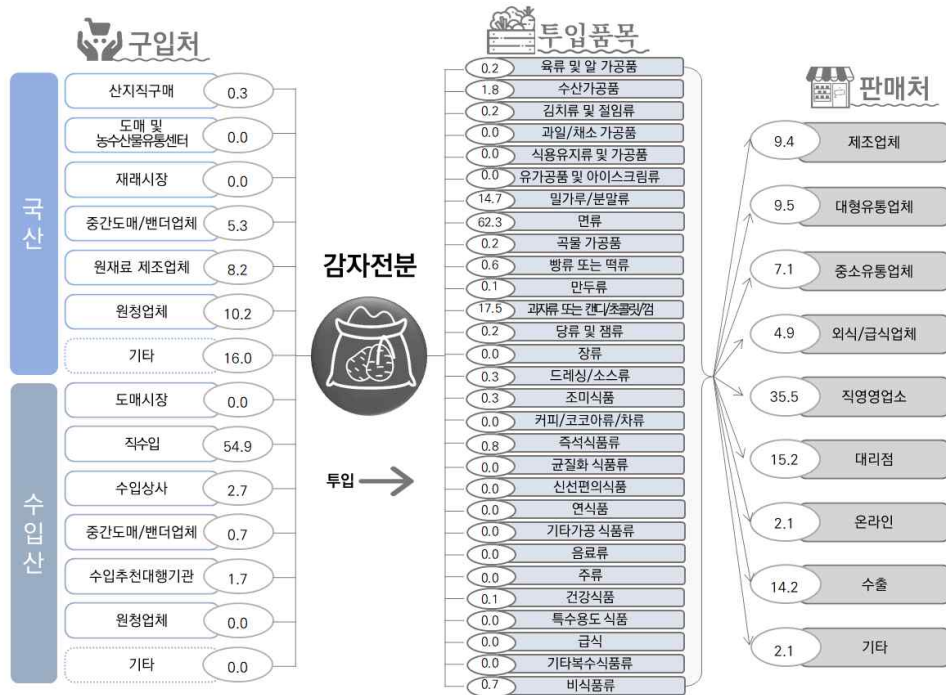 구입처
국산
산지직구매 0.3
도매 및
농수산물유통센터 0.0
재래시장 0.0
중간도매/밴더업체 5.3
원재료 제조업체 8.2
원청업체 10.2
기타 16.0
수입산
도매시장 0.0
직수입 54.9
수입상사 2.7
중간도매/밴더업체 0.7
수입추천대행기관 1.7
원청업체 0.0
기타 0.0
감자전분
투입
투입품목
0.2 육류 및 알 가공품
1.8 수산가공품
0.2 김치류 및 절임류
0.0 과일/채소 가공품
0.0 식용유지류 및 가공품
0.0 유가공품 및 아이스크림류
14.7 밀가루/분말류
62.3 면류
0.2 곡물 가공품
0.6 빵류 또는 떡류
0.1 만두류
17.5 과자류 또는 캔디/초콜릿/껌
0.2 당류 및 잼류
0.0 장류
0.3 드레싱/소스류
0.3 조미식품
0.0 커피/코코아류/차류
0.8 즉석식품류
0.0 균질화 식품류
0.0 신선편의식품
0.0 연식품
0.0 기타가공 식품류
0.0 음료류
0.0 주류
0.1 건강식품
0.0 특수용도 식품
0.0 급식
0.0 기타복수식품류
0.7 비식품류
판매처
9.4 제조업체
9.5 대형유통업체
7.1 중소유통업체
4.9 외식/급식업체
35.5 직영영업소
15.2 대리점
2.1 온라인
14.2 수출
2.1 기타